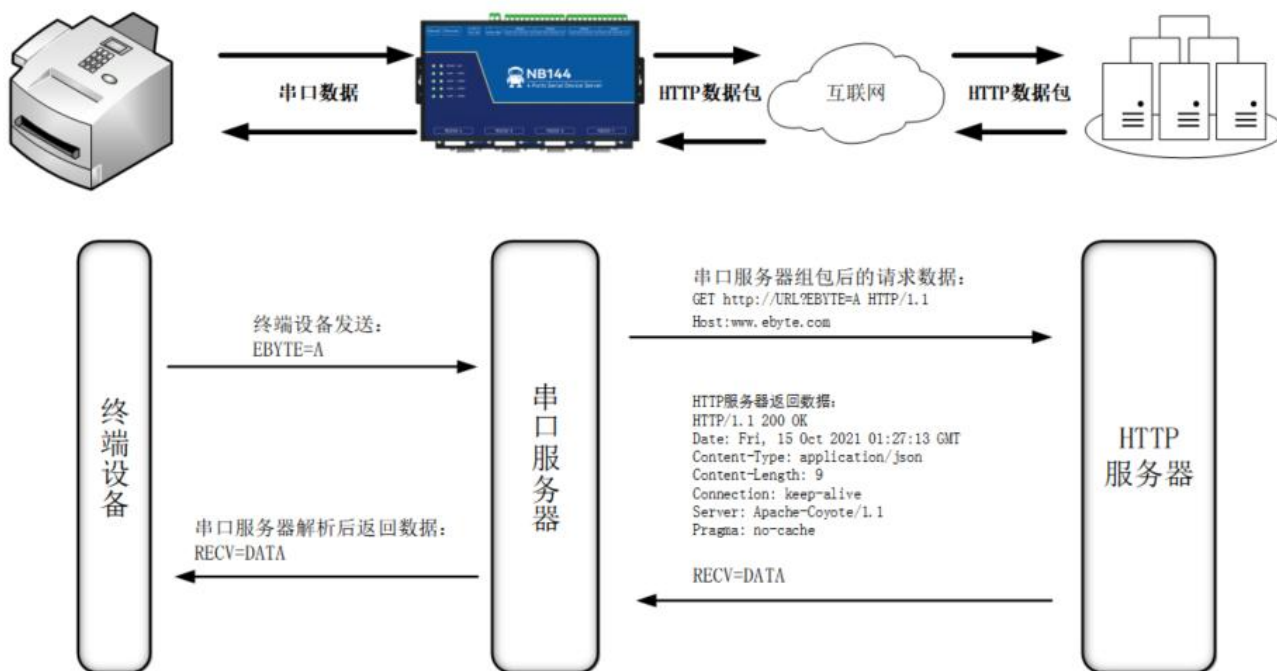 NB144
4 Ports Serial Device Server
串口数据
HTTP数据包
互联网
HTTP数据包
终端设备
终端设备发送：
EBYTE=A
串口服务器解析后返回数据：
RECV=DATA
串口服务器
串口服务器组包后的请求数据：
GET http://URL?EBYTE=A HTTP/1.1
Host:www.ebyte.com
HTTP服务器返回数据：
HTTP/1.1 200 OK
Date: Fri, 15 Oct 2021 01:27:13 GMT
Content-Type: application/json
Content-Length: 9
Connection: keep-alive
Server: Apache-Coyote/1.1
Pragma: no-cache
RECV=DATA
HTTP
服务器